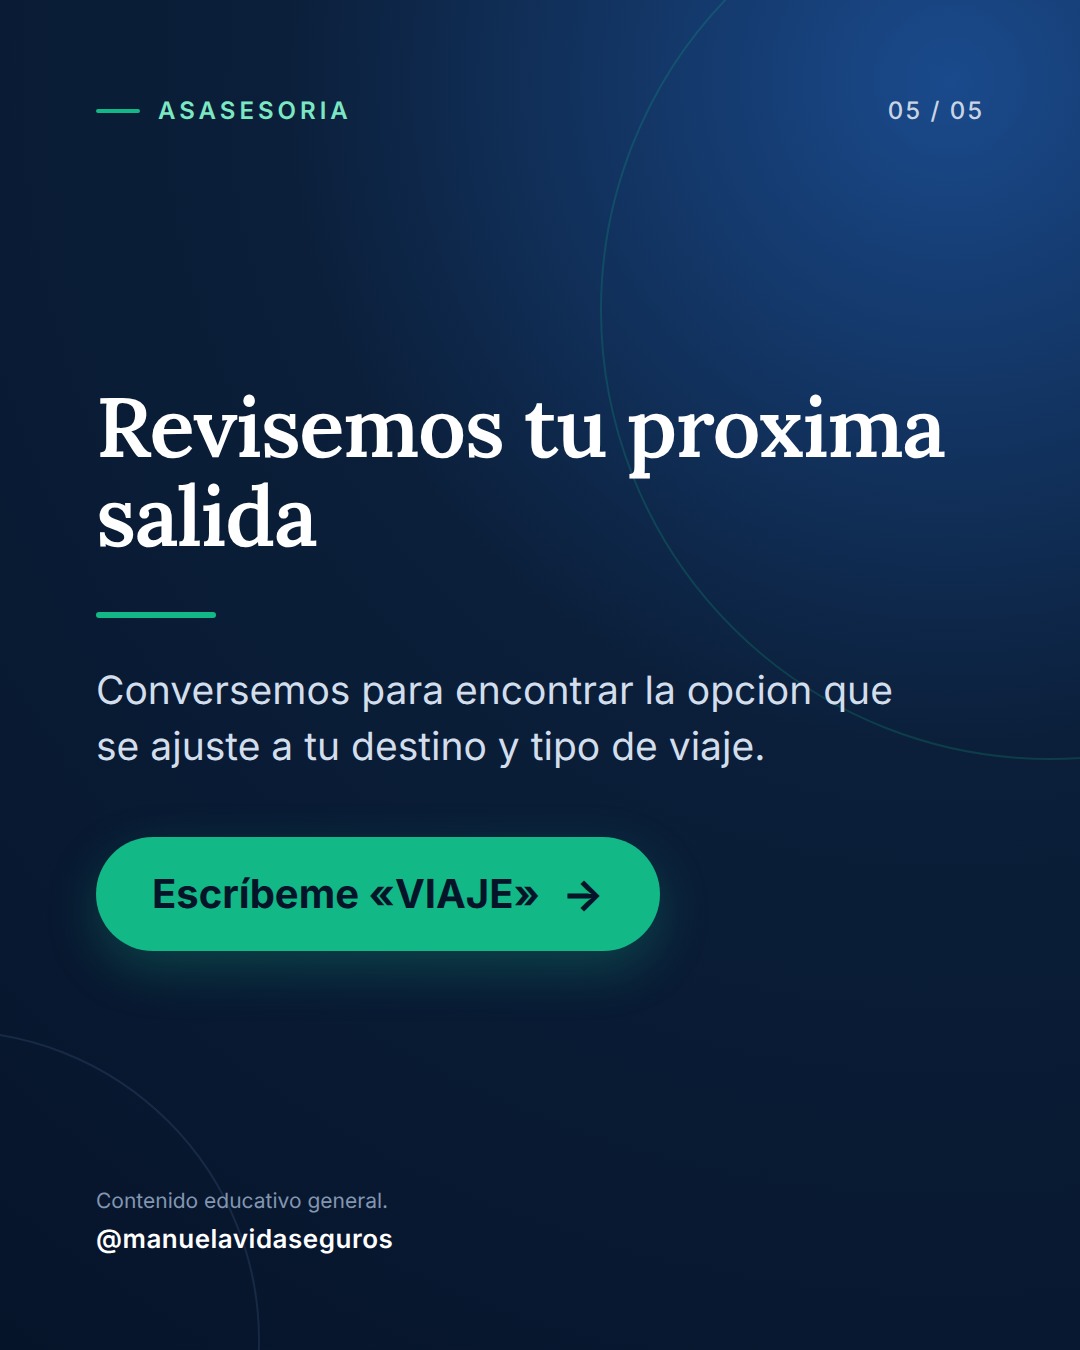 ASASESORIA
05 / 05
Revisemos tu proxima
salida
Conversemos para encontrar la opcion que
se ajuste a tu destino y tipo de viaje.
Escríbeme «VIAJE» →
Contenido educativo general.
@manuelavidaseguros